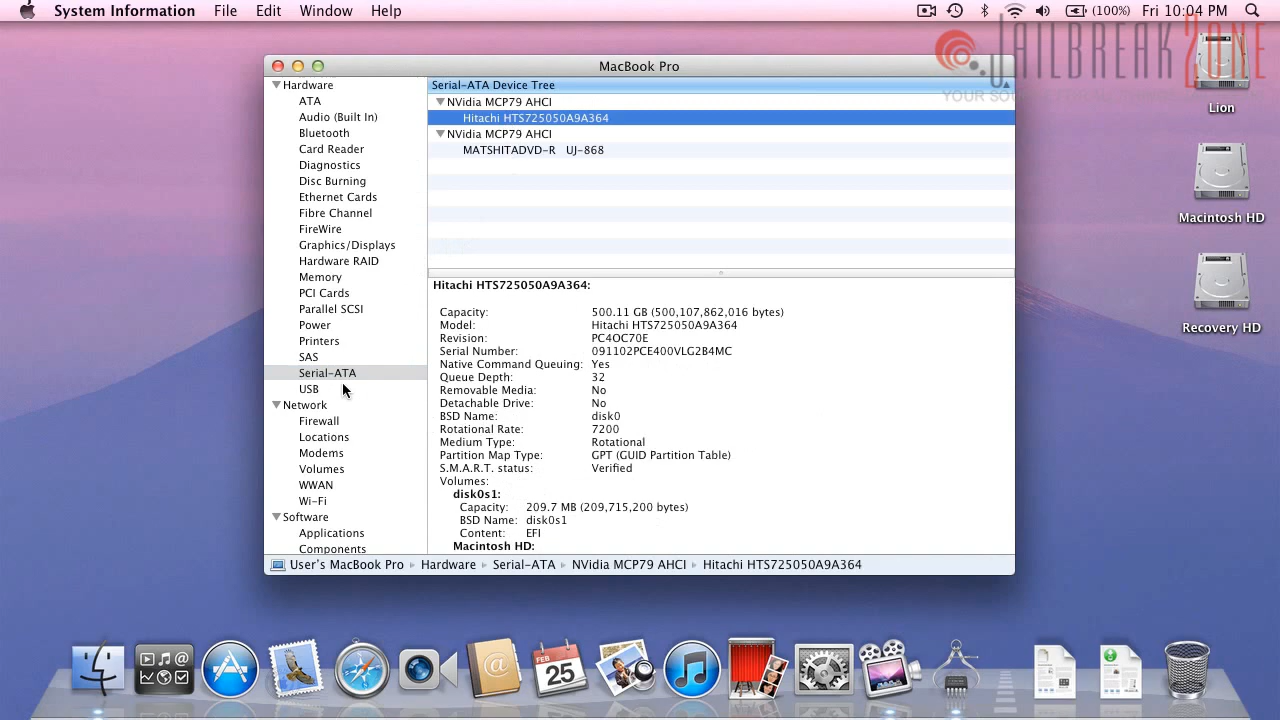 System Information File Edit Window Help (100%) Fri 10:04 PM
JAILBREAK ZONE
MacBook Pro
Hardware
ATA
Audio (Built In)
Bluetooth
Card Reader
Diagnostics
Disc Burning
Ethernet Cards
Fibre Channel
FireWire
Graphics/Displays
Hardware RAID
Memory
PCI Cards
Parallel SCSI
Power
Printers
SAS
Serial-ATA
USB
Network
Firewall
Locations
Modems
Volumes
WWAN
Wi-Fi
Software
Applications
Components
Serial-ATA Device Tree
NVidia MCP79 AHCI
Hitachi HTS725050A9A364
NVidia MCP79 AHCI
MATSHITADVD-R UJ-868
Hitachi HTS725050A9A364:
Capacity: 500.11 GB (500,107,862,016 bytes)
Model: Hitachi HTS725050A9A364
Revision: PC4OC70E
Serial Number: 091102PCE400VLG2B4MC
Native Command Queuing: Yes
Queue Depth: 32
Removable Media: No
Detachable Drive: No
BSD Name: disk0
Rotational Rate: 7200
Medium Type: Rotational
Partition Map Type: GPT (GUID Partition Table)
S.M.A.R.T. status: Verified
Volumes:
disk0s1:
Capacity: 209.7 MB (209,715,200 bytes)
BSD Name: disk0s1
Content: EFI
Macintosh HD:
User's MacBook Pro Hardware Serial-ATA NVidia MCP79 AHCI Hitachi HTS725050A9A364
Lion
Macintosh HD
Recovery HD
FEB
25